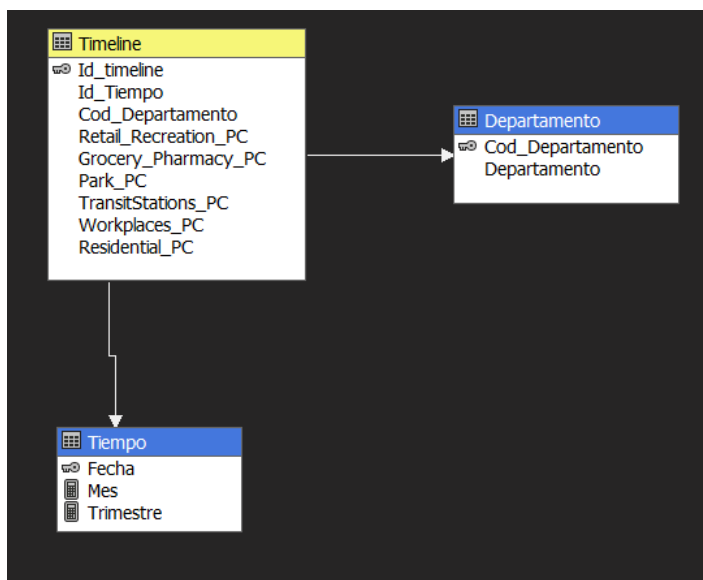 Timeline
Id_timeline
Id_Tiempo
Cod_Departamento
Retail_Recreation_PC
Grocery_Pharmacy_PC
Park_PC
TransitStations_PC
Workplaces_PC
Residential_PC
Departamento
Cod_Departamento
Departamento
Tiempo
Fecha
Mes
Trimestre